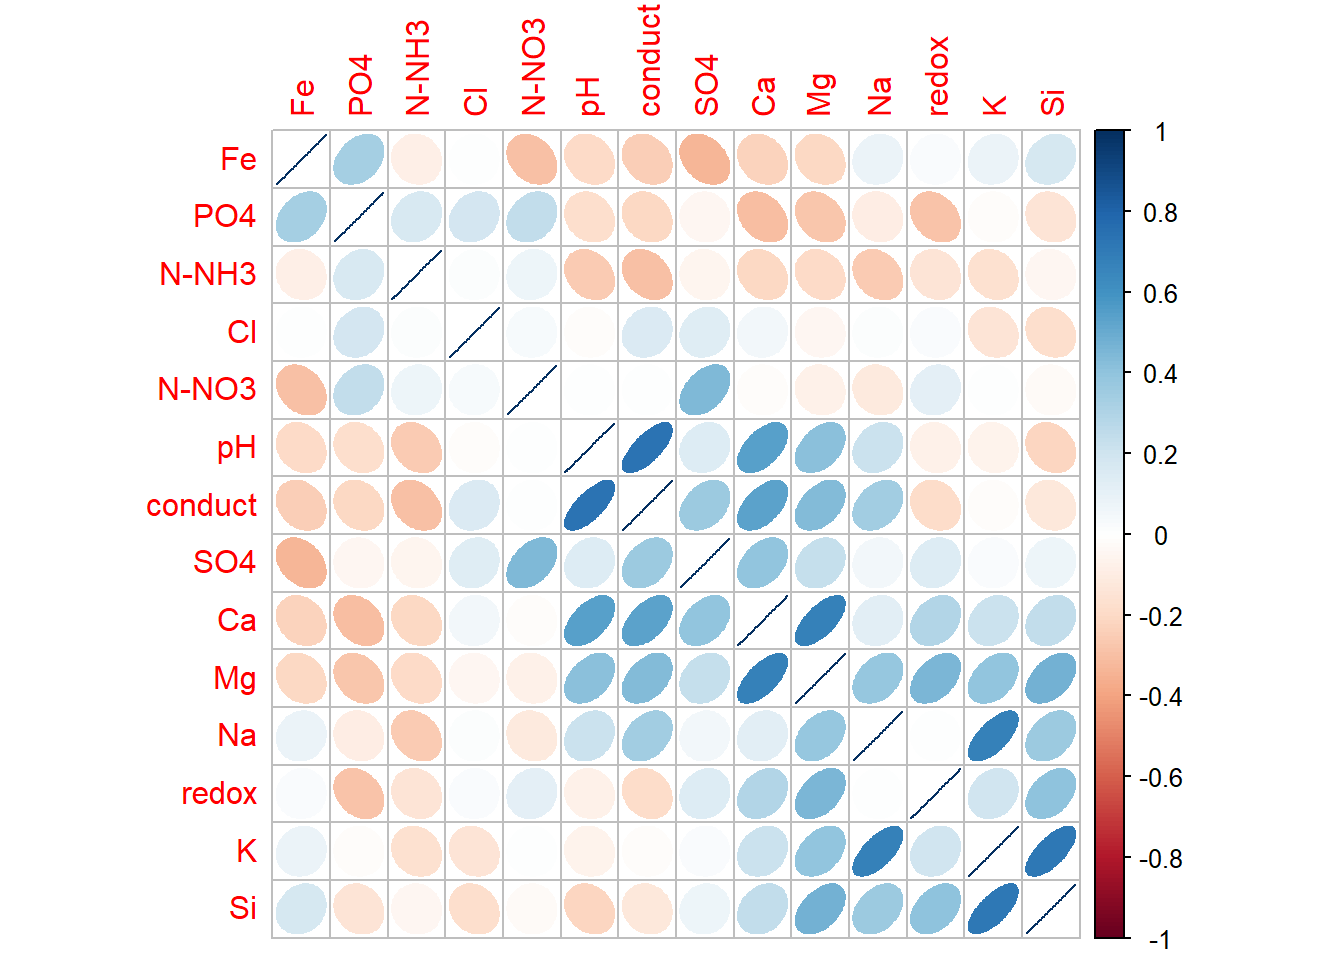 Fe
PO4
N-NH3
Cl
N-NO3
pH
conduct
SO4
Ca
Mg
Na
redox
K
Si
Fe
PO4
N-NH3
Cl
N-NO3
pH
conduct
SO4
Ca
Mg
Na
redox
K
Si
1
0.8
0.6
0.4
0.2
0
-0.2
-0.4
-0.6
-0.8
-1